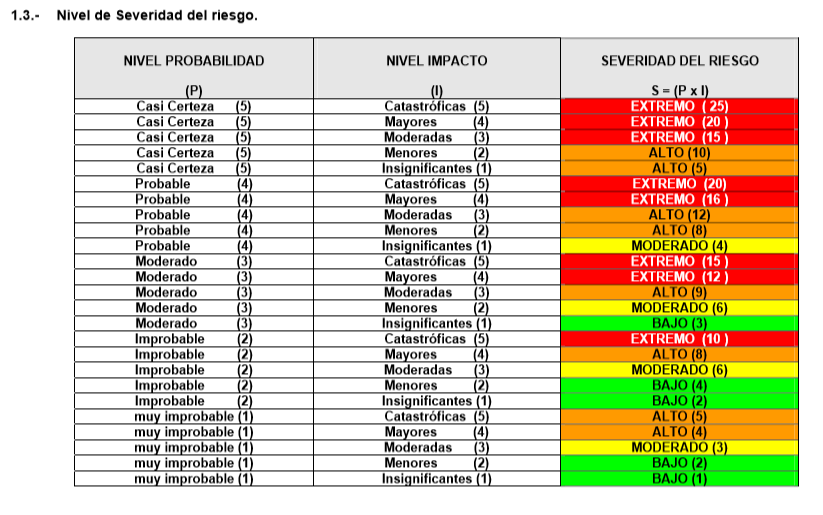 1.3.- Nivel de Severidad del riesgo.
NIVEL PROBABILIDAD NIVEL IMPACTO SEVERIDAD DEL RIESGO
(P) (I) S = (P x I)
Casi Certeza (5) Catastróficas (5) EXTREMO ( 25)
Casi Certeza (5) Mayores (4) EXTREMO (20 )
Casi Certeza (5) Moderadas (3) EXTREMO (15 )
Casi Certeza (5) Menores (2) ALTO (10)
Casi Certeza (5) Insignificantes (1) ALTO (5)
Probable (4) Catastróficas (5) EXTREMO (20)
Probable (4) Mayores (4) EXTREMO (16 )
Probable (4) Moderadas (3) ALTO (12)
Probable (4) Menores (2) ALTO (8)
Probable (4) Insignificantes (1) MODERADO (4)
Moderado (3) Catastróficas (5) EXTREMO (15 )
Moderado (3) Mayores (4) EXTREMO (12 )
Moderado (3) Moderadas (3) ALTO (9)
Moderado (3) Menores (2) MODERADO (6)
Moderado (3) Insignificantes (1) BAJO (3)
Improbable (2) Catastróficas (5) EXTREMO (10 )
Improbable (2) Mayores (4) ALTO (8)
Improbable (2) Moderadas (3) MODERADO (6)
Improbable (2) Menores (2) BAJO (4)
Improbable (2) Insignificantes (1) BAJO (2)
muy improbable (1) Catastróficas (5) ALTO (5)
muy improbable (1) Mayores (4) ALTO (4)
muy improbable (1) Moderadas (3) MODERADO (3)
muy improbable (1) Menores (2) BAJO (2)
muy improbable (1) Insignificantes (1) BAJO (1)